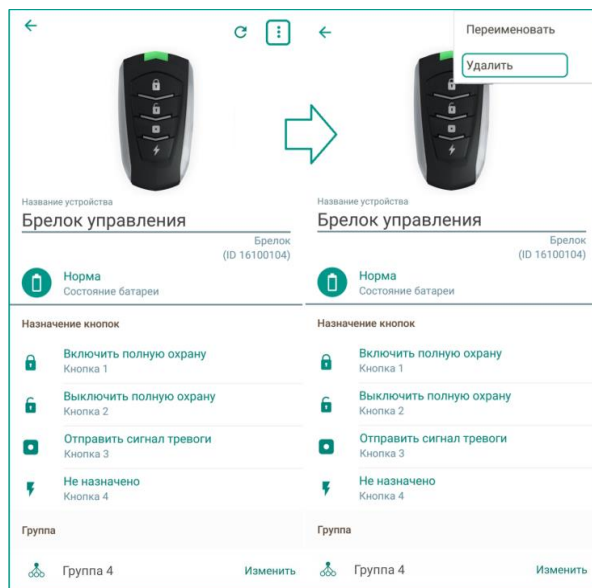 Название устройства
Брелок управления
Брелок
(ID 16100104)
Норма
Состояние батареи
Назначение кнопок
Включить полную охрану
Кнопка 1
Выключить полную охрану
Кнопка 2
Отправить сигнал тревоги
Кнопка 3
Не назначено
Кнопка 4
Группа
Группа 4 Изменить
Переименовать
Удалить
Название устройства
Брелок управления
Брелок
(ID 16100104)
Норма
Состояние батареи
Назначение кнопок
Включить полную охрану
Кнопка 1
Выключить полную охрану
Кнопка 2
Отправить сигнал тревоги
Кнопка 3
Не назначено
Кнопка 4
Группа
Группа 4 Изменить